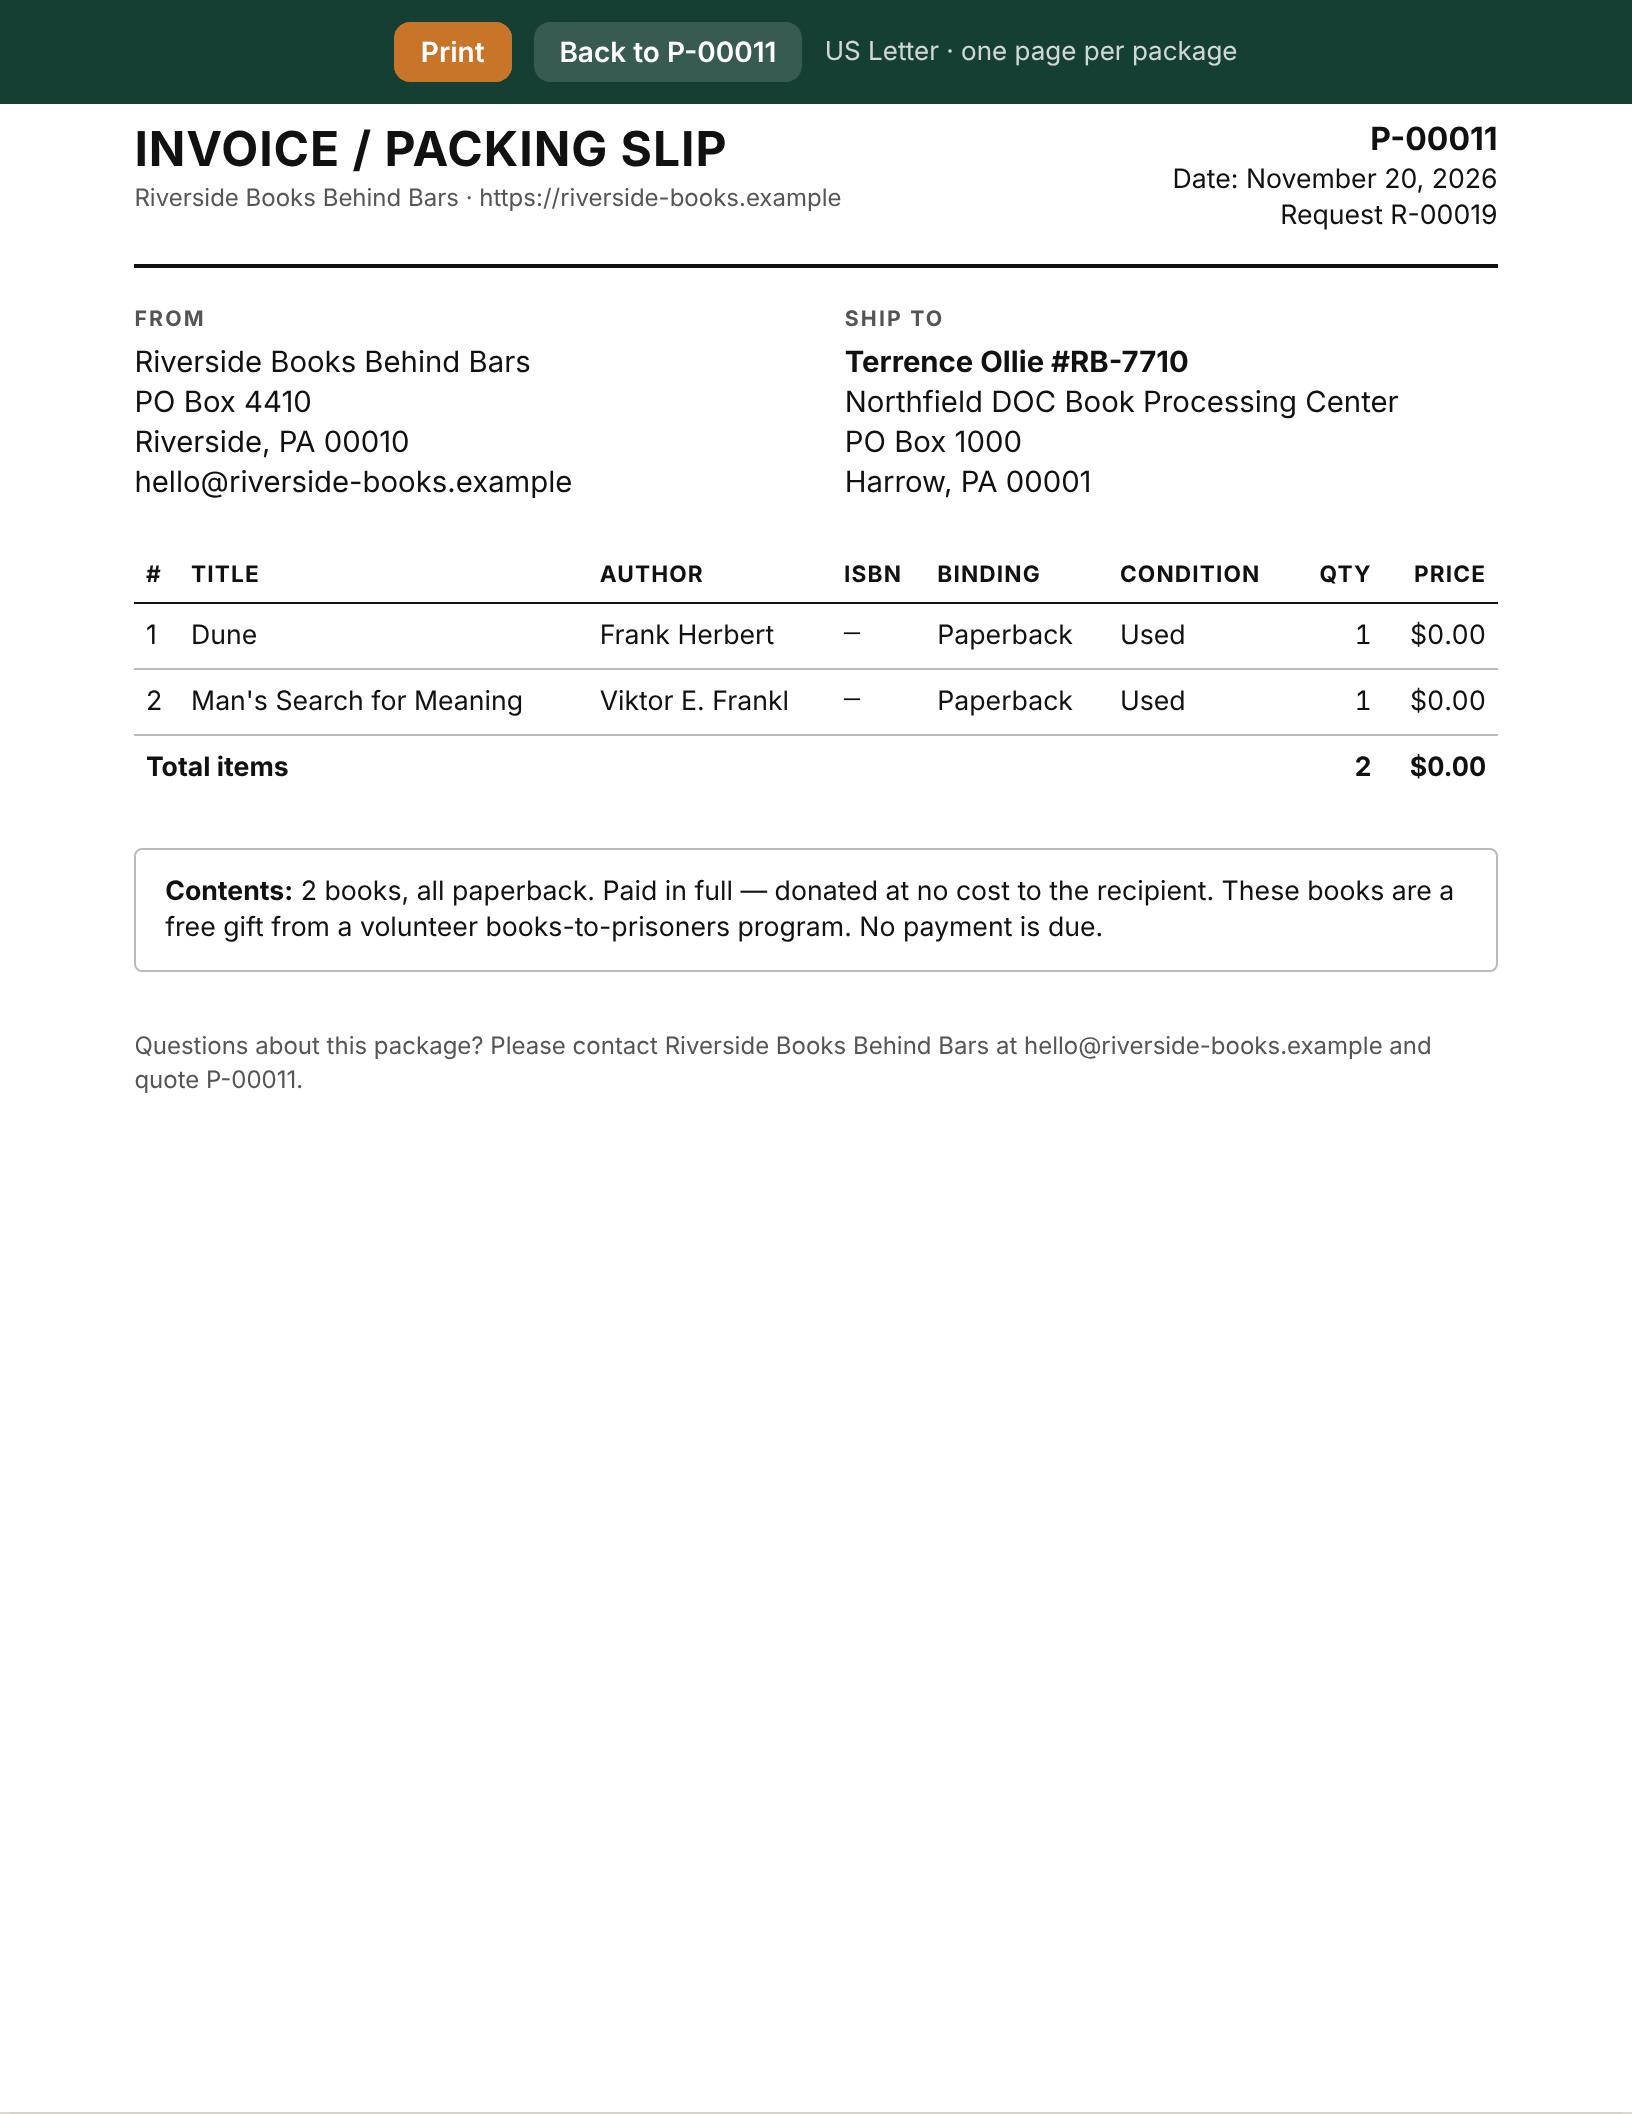 Print Back to P-00011 US Letter · one page per package
INVOICE / PACKING SLIP
Riverside Books Behind Bars · https://riverside-books.example
P-00011
Date: November 20, 2026
Request R-00019
FROM
Riverside Books Behind Bars
PO Box 4410
Riverside, PA 00010
hello@riverside-books.example
SHIP TO
Terrence Ollie #RB-7710
Northfield DOC Book Processing Center
PO Box 1000
Harrow, PA 00001
# TITLE AUTHOR ISBN BINDING CONDITION QTY PRICE
1 Dune Frank Herbert – Paperback Used 1 $0.00
2 Man's Search for Meaning Viktor E. Frankl – Paperback Used 1 $0.00
Total items 2 $0.00
Contents: 2 books, all paperback. Paid in full — donated at no cost to the recipient. These books are a
free gift from a volunteer books-to-prisoners program. No payment is due.
Questions about this package? Please contact Riverside Books Behind Bars at hello@riverside-books.example and
quote P-00011.